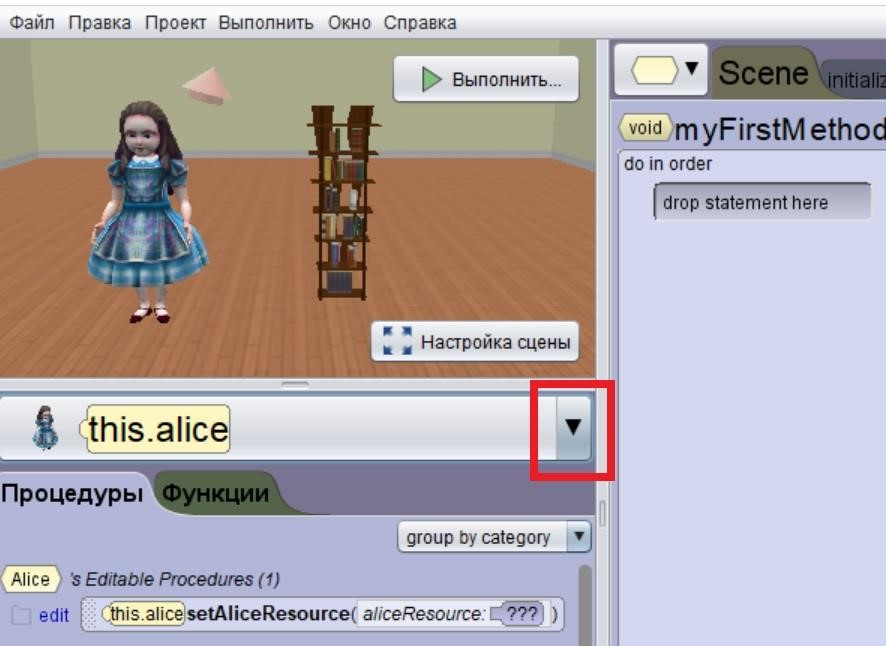 Файл Правка Проект Выполнить Окно Справка
Выполнить...
Настройка сцены
this.alice
Процедуры Функции
group by category
Alice 's Editable Procedures (1)
edit this.alice setAliceResource( aliceResource: ??? )
Scene initializ
void myFirstMethod
do in order
drop statement here